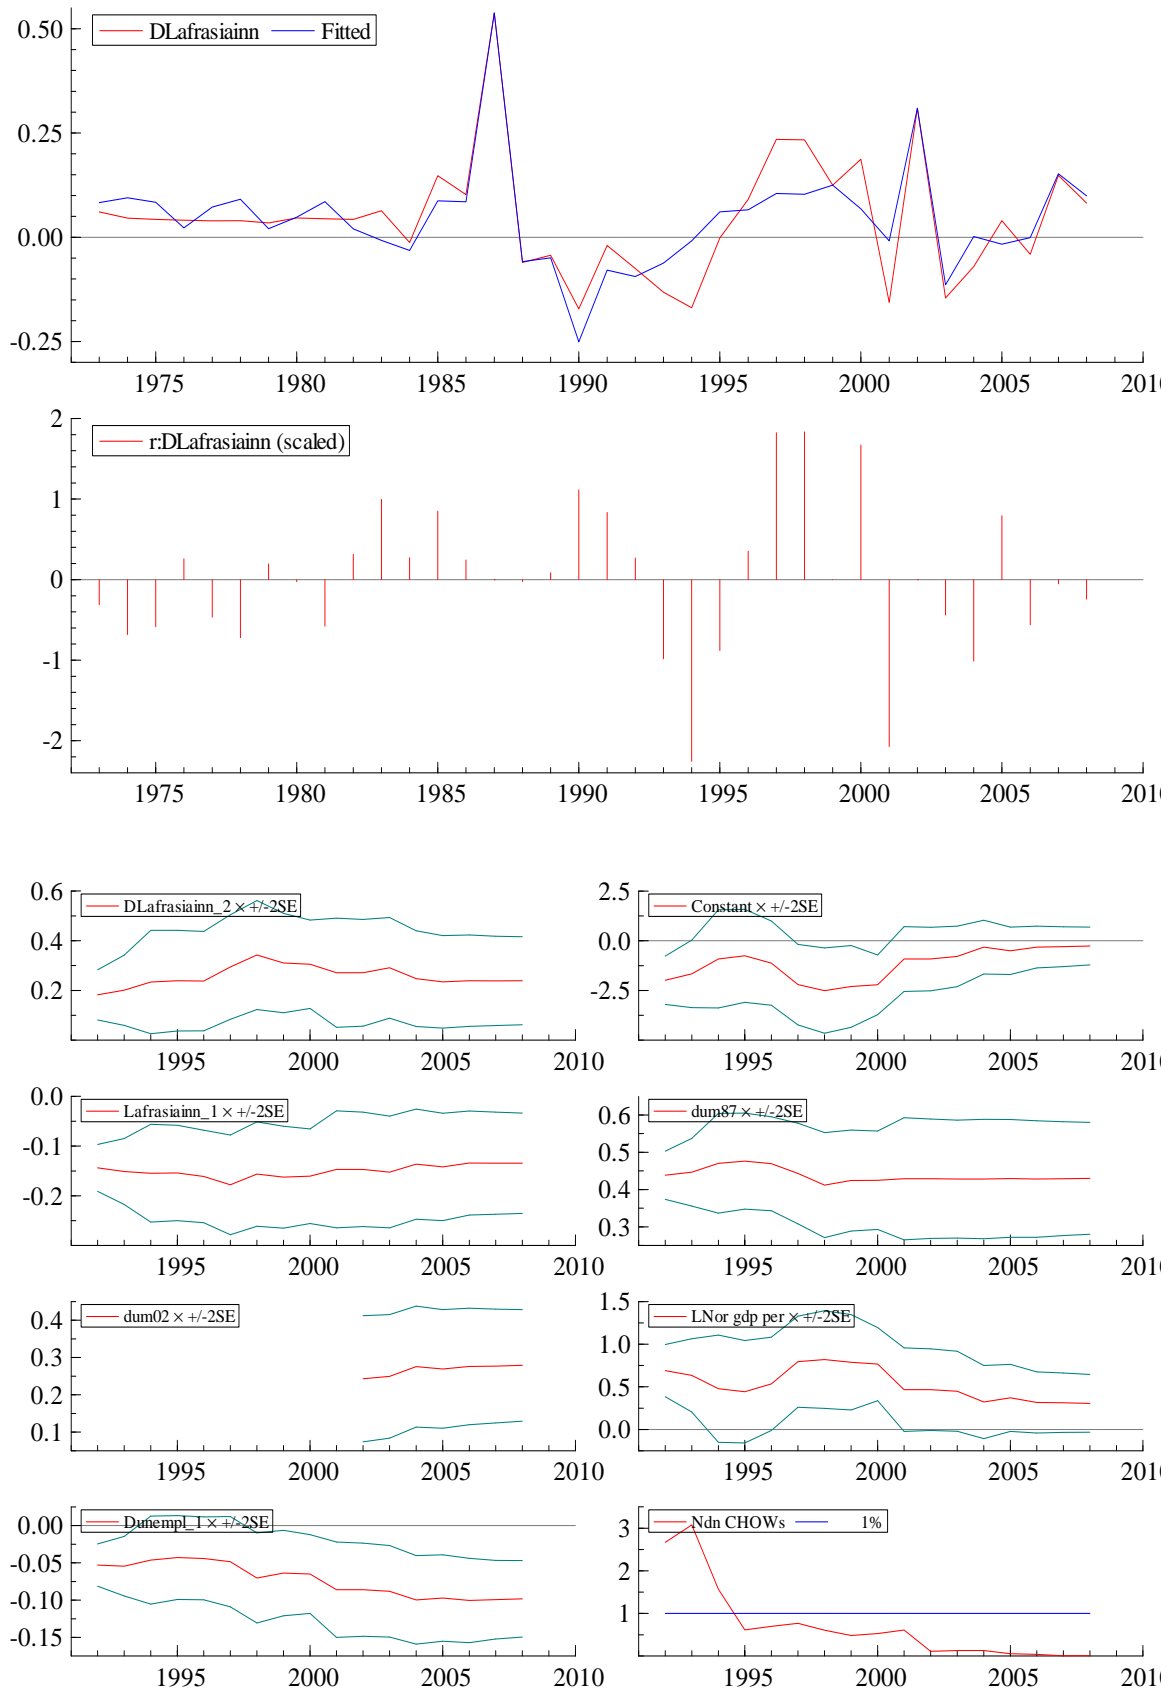 DLafrasiainn Fitted
0.50
0.25
0.00
-0.25
1975 1980 1985 1990 1995 2000 2005 201
r:DLafrasiainn (scaled)
2
1
0
-1
-2
1975 1980 1985 1990 1995 2000 2005 201
DLafrasiainn_2 × +/-2SE
0.6
0.4
0.2
1995 2000 2005 2010
Constant × +/-2SE
2.5
0.0
-2.5
1995 2000 2005 201
Lafrasiainn_1 × +/-2SE
0.0
-0.1
-0.2
1995 2000 2005 2010
dum87 × +/-2SE
0.6
0.5
0.4
0.3
1995 2000 2005 201
dum02 × +/-2SE
0.4
0.3
0.2
0.1
1995 2000 2005 2010
LNor gdp per × +/-2SE
1.5
1.0
0.5
0.0
1995 2000 2005 201
Dunempl_1 × +/-2SE
0.00
-0.05
-0.10
-0.15
1995 2000 2005 2010
Ndn CHOWs 1%
3
2
1
1995 2000 2005 201